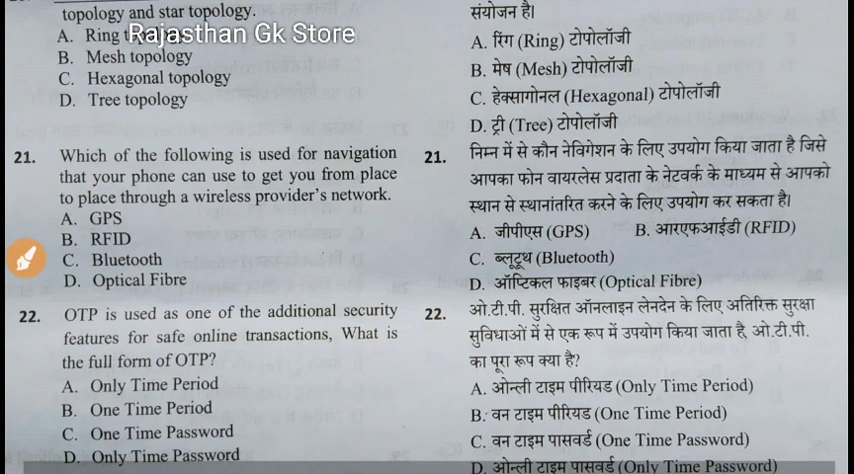 topology and star topology.
A. Ring
Rajasthan Gk Store
B. Mesh topology
C. Hexagonal topology
D. Tree topology
21. Which of the following is used for navigation
that your phone can use to get you from place
to place through a wireless provider's network.
A. GPS
B. RFID
C. Bluetooth
D. Optical Fibre
22. OTP is used as one of the additional security
features for safe online transactions, What is
the full form of OTP?
A. Only Time Period
B. One Time Period
C. One Time Password
D. Only Time Password
संयोजन है।
A. रिंग (Ring) टोपोलॉजी
B. मेष (Mesh) टोपोलॉजी
C. हेक्सागोनल (Hexagonal) टोपोलॉजी
D. ट्री (Tree) टोपोलॉजी
21. निम्न में से कौन नेविगेशन के लिए उपयोग किया जाता है जिसे
आपका फोन वायरलेस प्रदाता के नेटवर्क के माध्यम से आपको
स्थान से स्थानांतरित करने के लिए उपयोग कर सकता है।
A. जीपीएस (GPS) B. आरएफआईडी (RFID)
C. ब्लूटूथ (Bluetooth)
D. ऑप्टिकल फाइबर (Optical Fibre)
22. ओ.टी.पी. सुरक्षित ऑनलाइन लेनदेन के लिए अतिरिक्त सुरक्षा
सुविधाओं में से एक रूप में उपयोग किया जाता है, ओ.टी.पी.
का पूरा रूप क्या है?
A. ओन्ली टाइम पीरियड (Only Time Period)
B. वन टाइम पीरियड (One Time Period)
C. वन टाइम पासवर्ड (One Time Password)
D. ओन्ली टाइम पासवर्ड (Only Time Password)